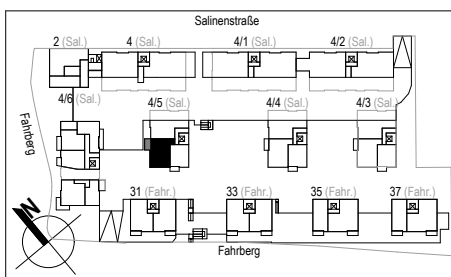 Salinenstraße
2 (Sal.) 4 (Sal.) 4/1 (Sal.) 4/2 (Sal.)
4/6 (Sal.) 4/5 (Sal.) 4/4 (Sal.) 4/3 (Sal.)
Fahrberg
31 (Fahr.) 33 (Fahr.) 35 (Fahr.) 37 (Fahr.)
N
Fahrberg